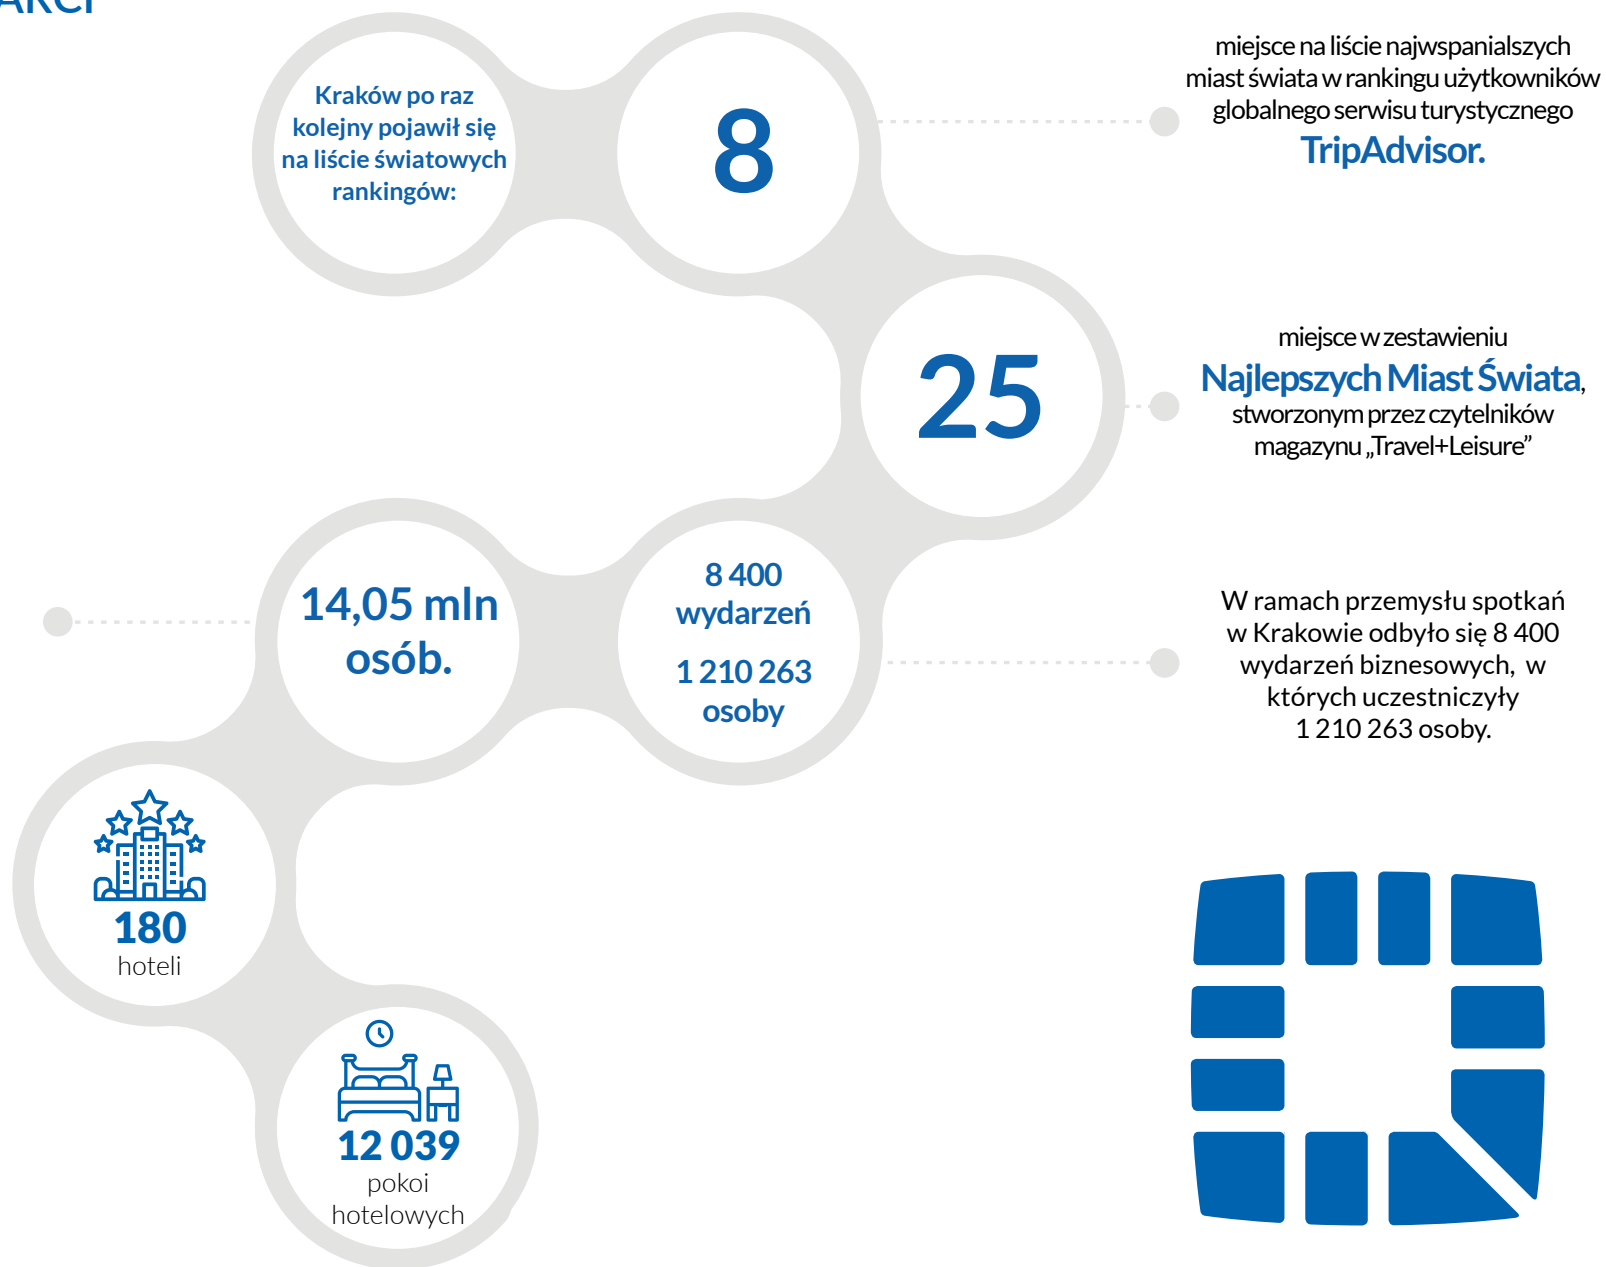 Kraków po raz
kolejny pojawił się
na liście światowych
rankingów:
8
miejsce na liście najwspanialszych
miast świata w rankingu użytkowników
globalnego serwisu turystycznego
TripAdvisor.
25
miejsce w zestawieniu
Najlepszych Miast Świata,
stworzonym przez czytelników
magazynu „Travel+Leisure”
14,05 mln
osób.
8 400
wydarzeń
1 210 263
osoby
W ramach przemysłu spotkań
w Krakowie odbyło się 8 400
wydarzeń biznesowych, w
których uczestniczyły
1 210 263 osoby.
180
hoteli
12 039
pokoi
hotelowych